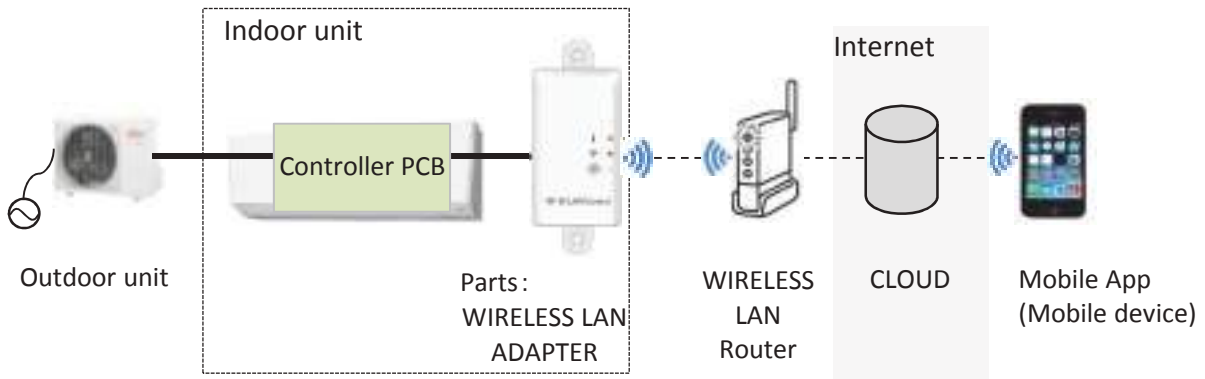 Indoor unit
Internet
Controller PCB
Outdoor unit
Parts:
WIRELESS LAN
ADAPTER
WIRELESS
LAN
Router
CLOUD
Mobile App
(Mobile device)